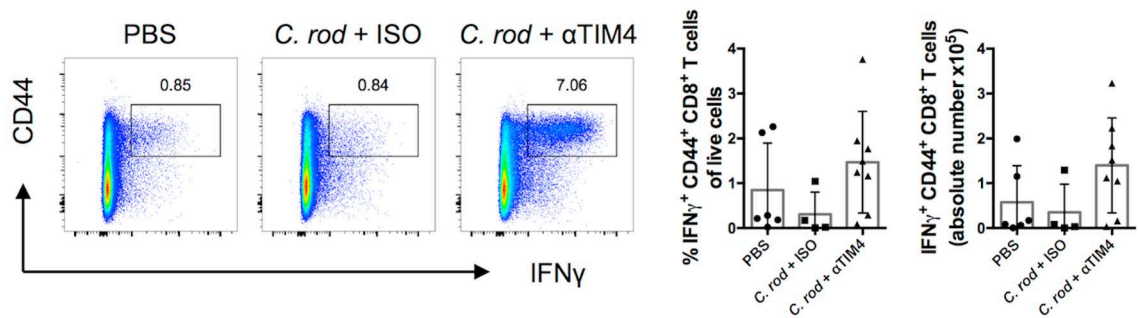 PBS
C. rod + ISO
C. rod + αTIM4
0.85
0.84
7.06
CD44
IFNγ
% IFNγ+ CD44+ CD8+ T cells
of live cells
4
3
2
1
0
PBS
C. rod + ISO
C. rod + αTIM4
IFNγ+ CD44+ CD8+ T cells
(absolute number x10⁵)
4
3
2
1
0
PBS
C. rod + ISO
C. rod + αTIM4